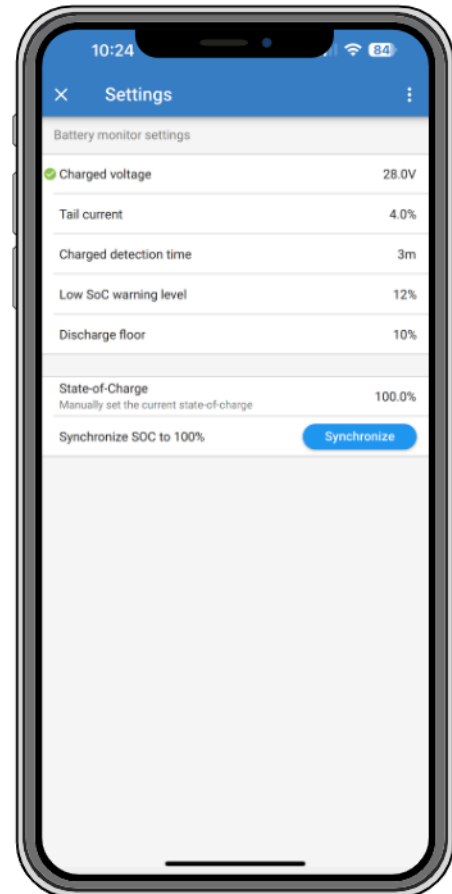 10:24
84
Settings
Battery monitor settings
Charged voltage 28.0V
Tail current 4.0%
Charged detection time 3m
Low SoC warning level 12%
Discharge floor 10%
State-of-Charge
Manually set the current state-of-charge
100.0%
Synchronize SOC to 100% Synchronize